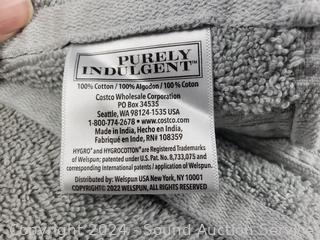 PURELY
INDULGENT™
100% Cotton / 100% Algodon / 100 % Coton
Costco Wholesale Corporation
PO Box 34535
Seattle, WA 98124-1535 USA
1-800-774-2678 • www.costco.com
Made in India, Hecho en India,
Fabriqué en Inde, RN# 108359
HYGRO® and HYGROCOTTON® are Registered Trademarks
of Welspun; patented under U.S. Pat. No. 8,733,075 and
corresponding international patents / application of Welspun.
Distributed by: Welspun USA New York, NY 10001
COPYRIGHT©2022 WELSPUN, ALL RIGHTS RESERVED
Copyright 2024 - Sound Auction Service